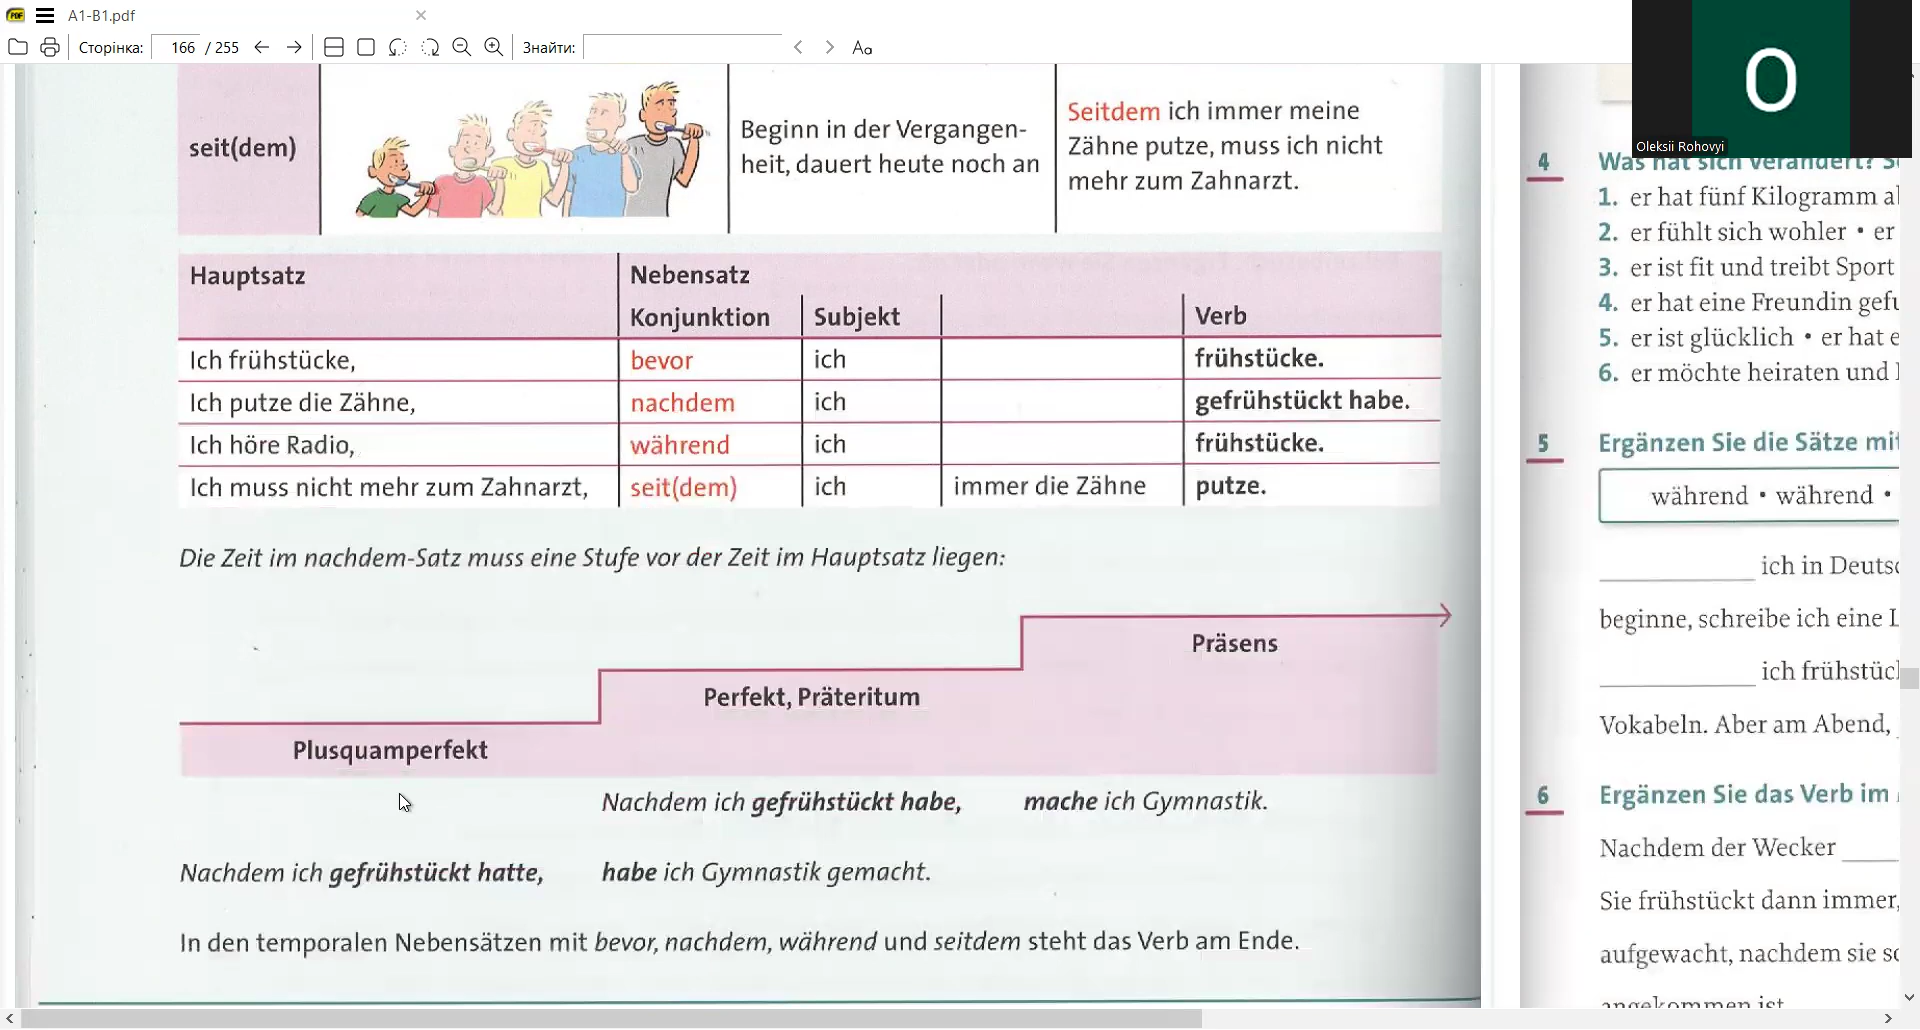 A1-B1.pdf
Сторінка: 166 / 255
Знайти:
Aa
O
Oleksii Rohovyi
seit(dem)
Beginn in der Vergangen-
heit, dauert heute noch an
Seitdem ich immer meine
Zähne putze, muss ich nicht
mehr zum Zahnarzt.
Hauptsatz
Nebensatz
Konjunktion Subjekt Verb
Ich frühstücke, bevor ich frühstücke.
Ich putze die Zähne, nachdem ich gefrühstückt habe.
Ich höre Radio, während ich frühstücke.
Ich muss nicht mehr zum Zahnarzt, seit(dem) ich immer die Zähne putze.
Die Zeit im nachdem-Satz muss eine Stufe vor der Zeit im Hauptsatz liegen:
Präsens
Perfekt, Präteritum
Plusquamperfekt
Nachdem ich gefrühstückt habe, mache ich Gymnastik.
Nachdem ich gefrühstückt hatte, habe ich Gymnastik gemacht.
In den temporalen Nebensätzen mit bevor, nachdem, während und seitdem steht das Verb am Ende.
4 Was hat sich verändert?
1. er hat fünf Kilogramm
2. er fühlt sich wohler • er
3. er ist fit und treibt Sport
4. er hat eine Freundin
5. er ist glücklich • er hat
6. er möchte heiraten und
5 Ergänzen Sie die Sätze
während • während •
ich in
beginne, schreibe ich eine
ich
Vokabeln. Aber am Abend,
6 Ergänzen Sie das Verb im
Nachdem der Wecker
Sie frühstückt dann immer,
aufgewacht, nachdem sie
angekommen ist